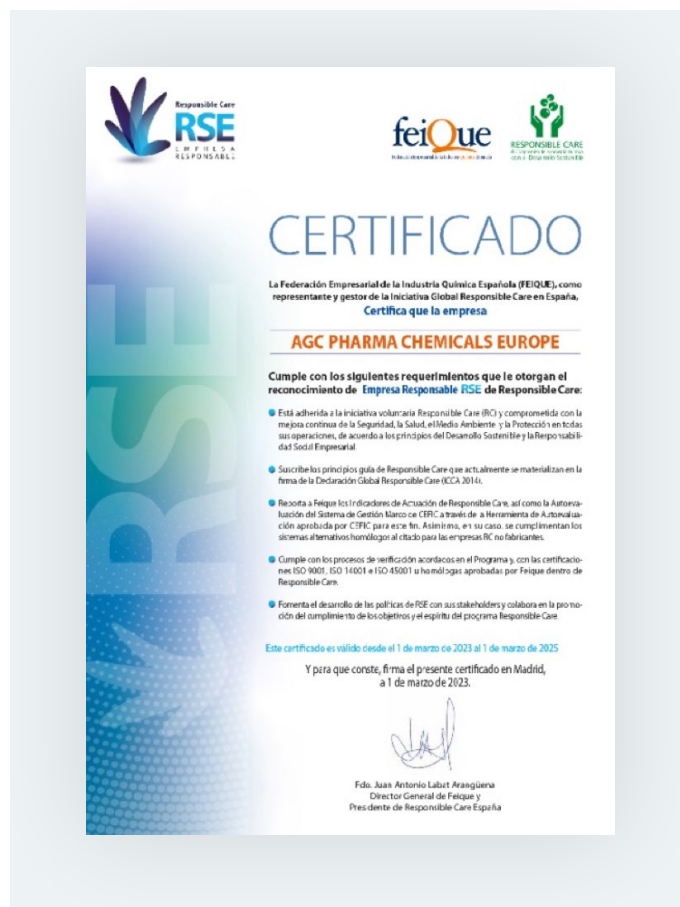 Responsible Care
RSE
EMPRESA
RESPONSABLE
feiQue
RESPONSIBLE CARE
con el Desarrollo Sostenible
CERTIFICADO
La Federación Empresarial de la Industria Química Española (FEIQUE), como
representante y gestor de la Iniciativa Global Responsible Care en España,
Certifica que la empresa
AGC PHARMA CHEMICALS EUROPE
Cumple con los siguientes requerimientos que le otorgan el
reconocimiento de Empresa Responsable RSE de Responsible Care:
Está adherida a la iniciativa voluntaria Responsible Care (RC) y comprometida con la
mejora continua de la Seguridad, la Salud, el Medio Ambiente y la Protección en todas
sus operaciones, de acuerdo a los principios del Desarrollo Sostenible y la Responsabili-
dad Social Empresarial.
Suscribe los principios guía de Responsible Care que actualmente se materializan en la
firma de la Declaración Global Responsible Care (ICCA 2014).
Reporta a Feique los Indicadores de Actuación de Responsible Care, así como la Autoeva-
luación del Sistema de Gestión Marco de CEFIC a través de la Herramienta de Autoevalua-
ción aprobada por CEFIC para este fin. Asimismo, en su caso, se cumplimentan los
sistemas alternativos homólogos al citado para las empresas RC no fabricantes.
Cumple con los procesos de verificación acordados en el Programa y, con las certificacio-
nes ISO 9001, ISO 14001 e ISO 45001 u homólogas aprobadas por Feique dentro de
Responsible Care.
Fomenta el desarrollo de las políticas de RSE con sus stakeholders y colabora en la promo-
ción del cumplimiento de los objetivos y el espíritu del programa Responsible Care.
Este certificado es válido desde el 1 de marzo de 2023 al 1 de marzo de 2025
Y para que conste, firma el presente certificado en Madrid,
a 1 de marzo de 2023.
Fdo. Juan Antonio Labat Arangüena
Director General de Feique y
Presidente de Responsible Care España
RSE